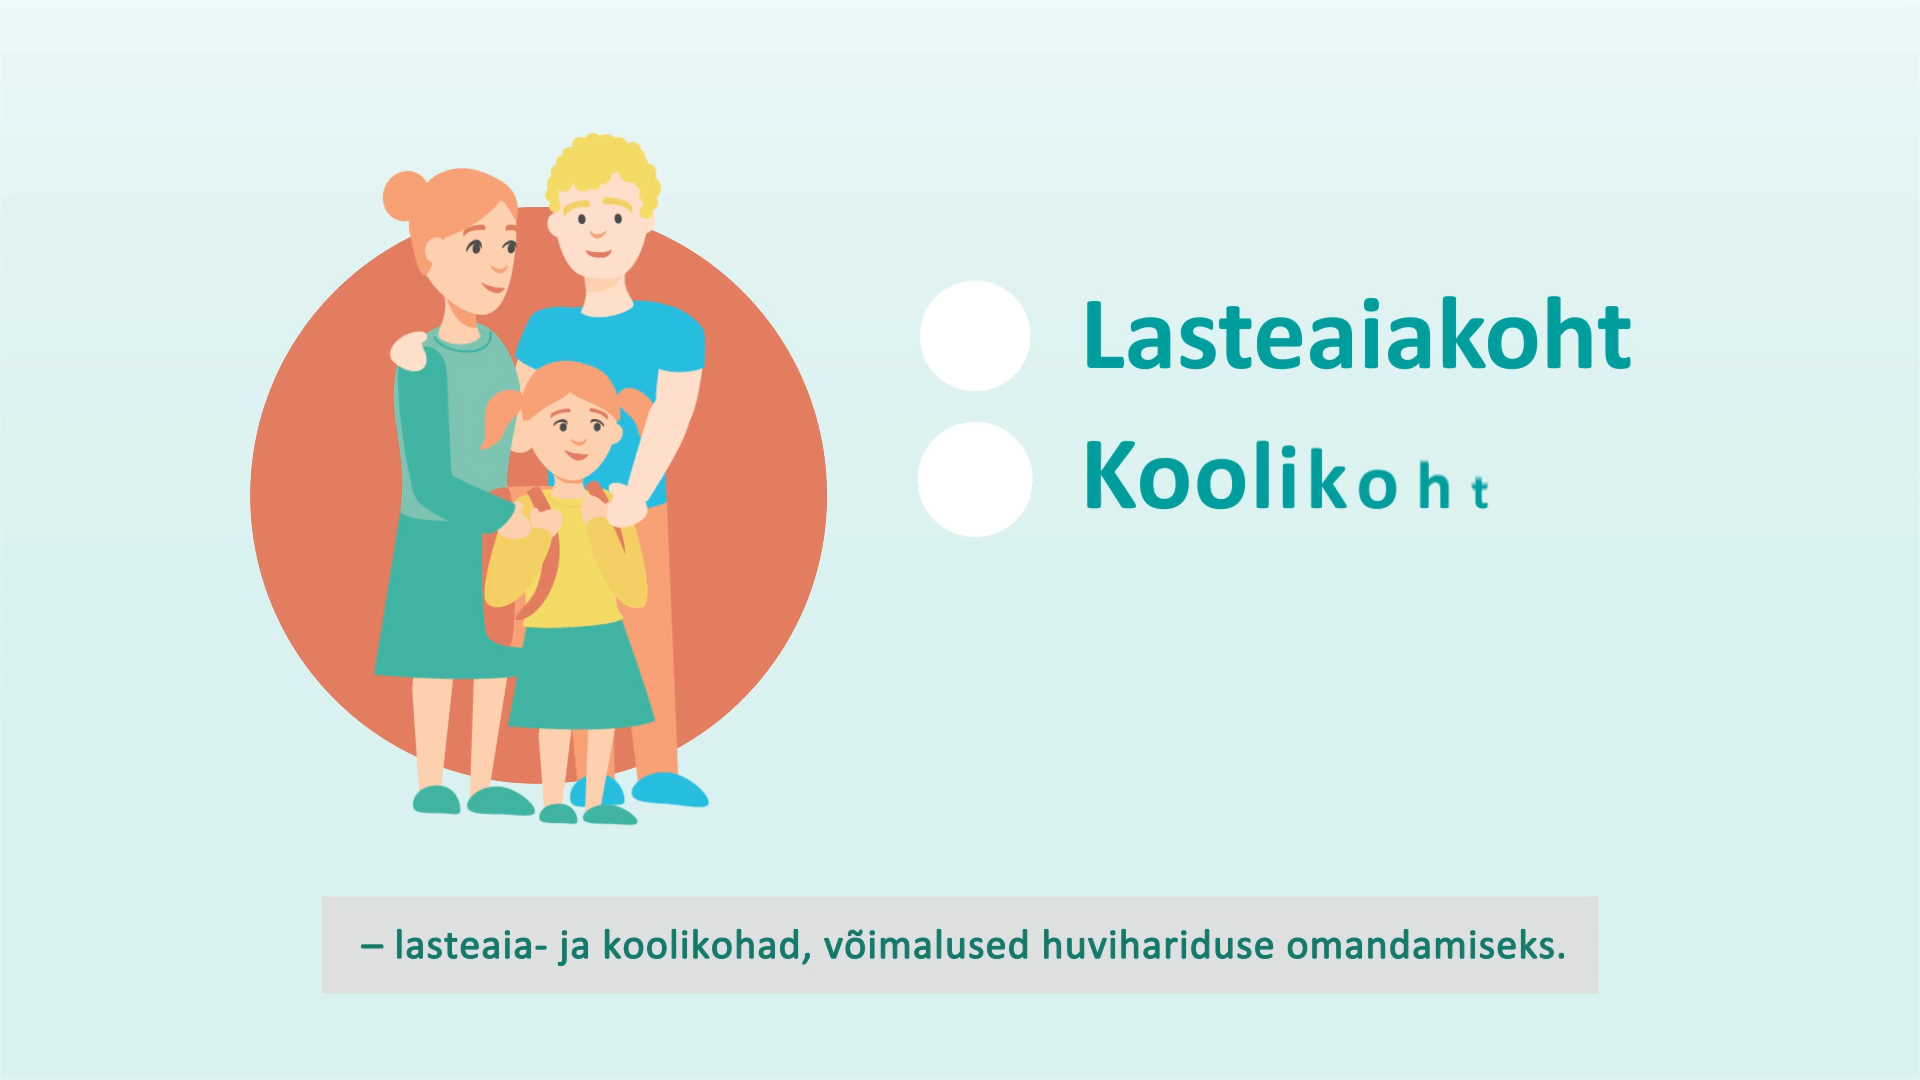 Lasteaiakoht
Koolikoht
– lasteaia- ja koolikohad, võimalused huvihariduse omandamiseks.